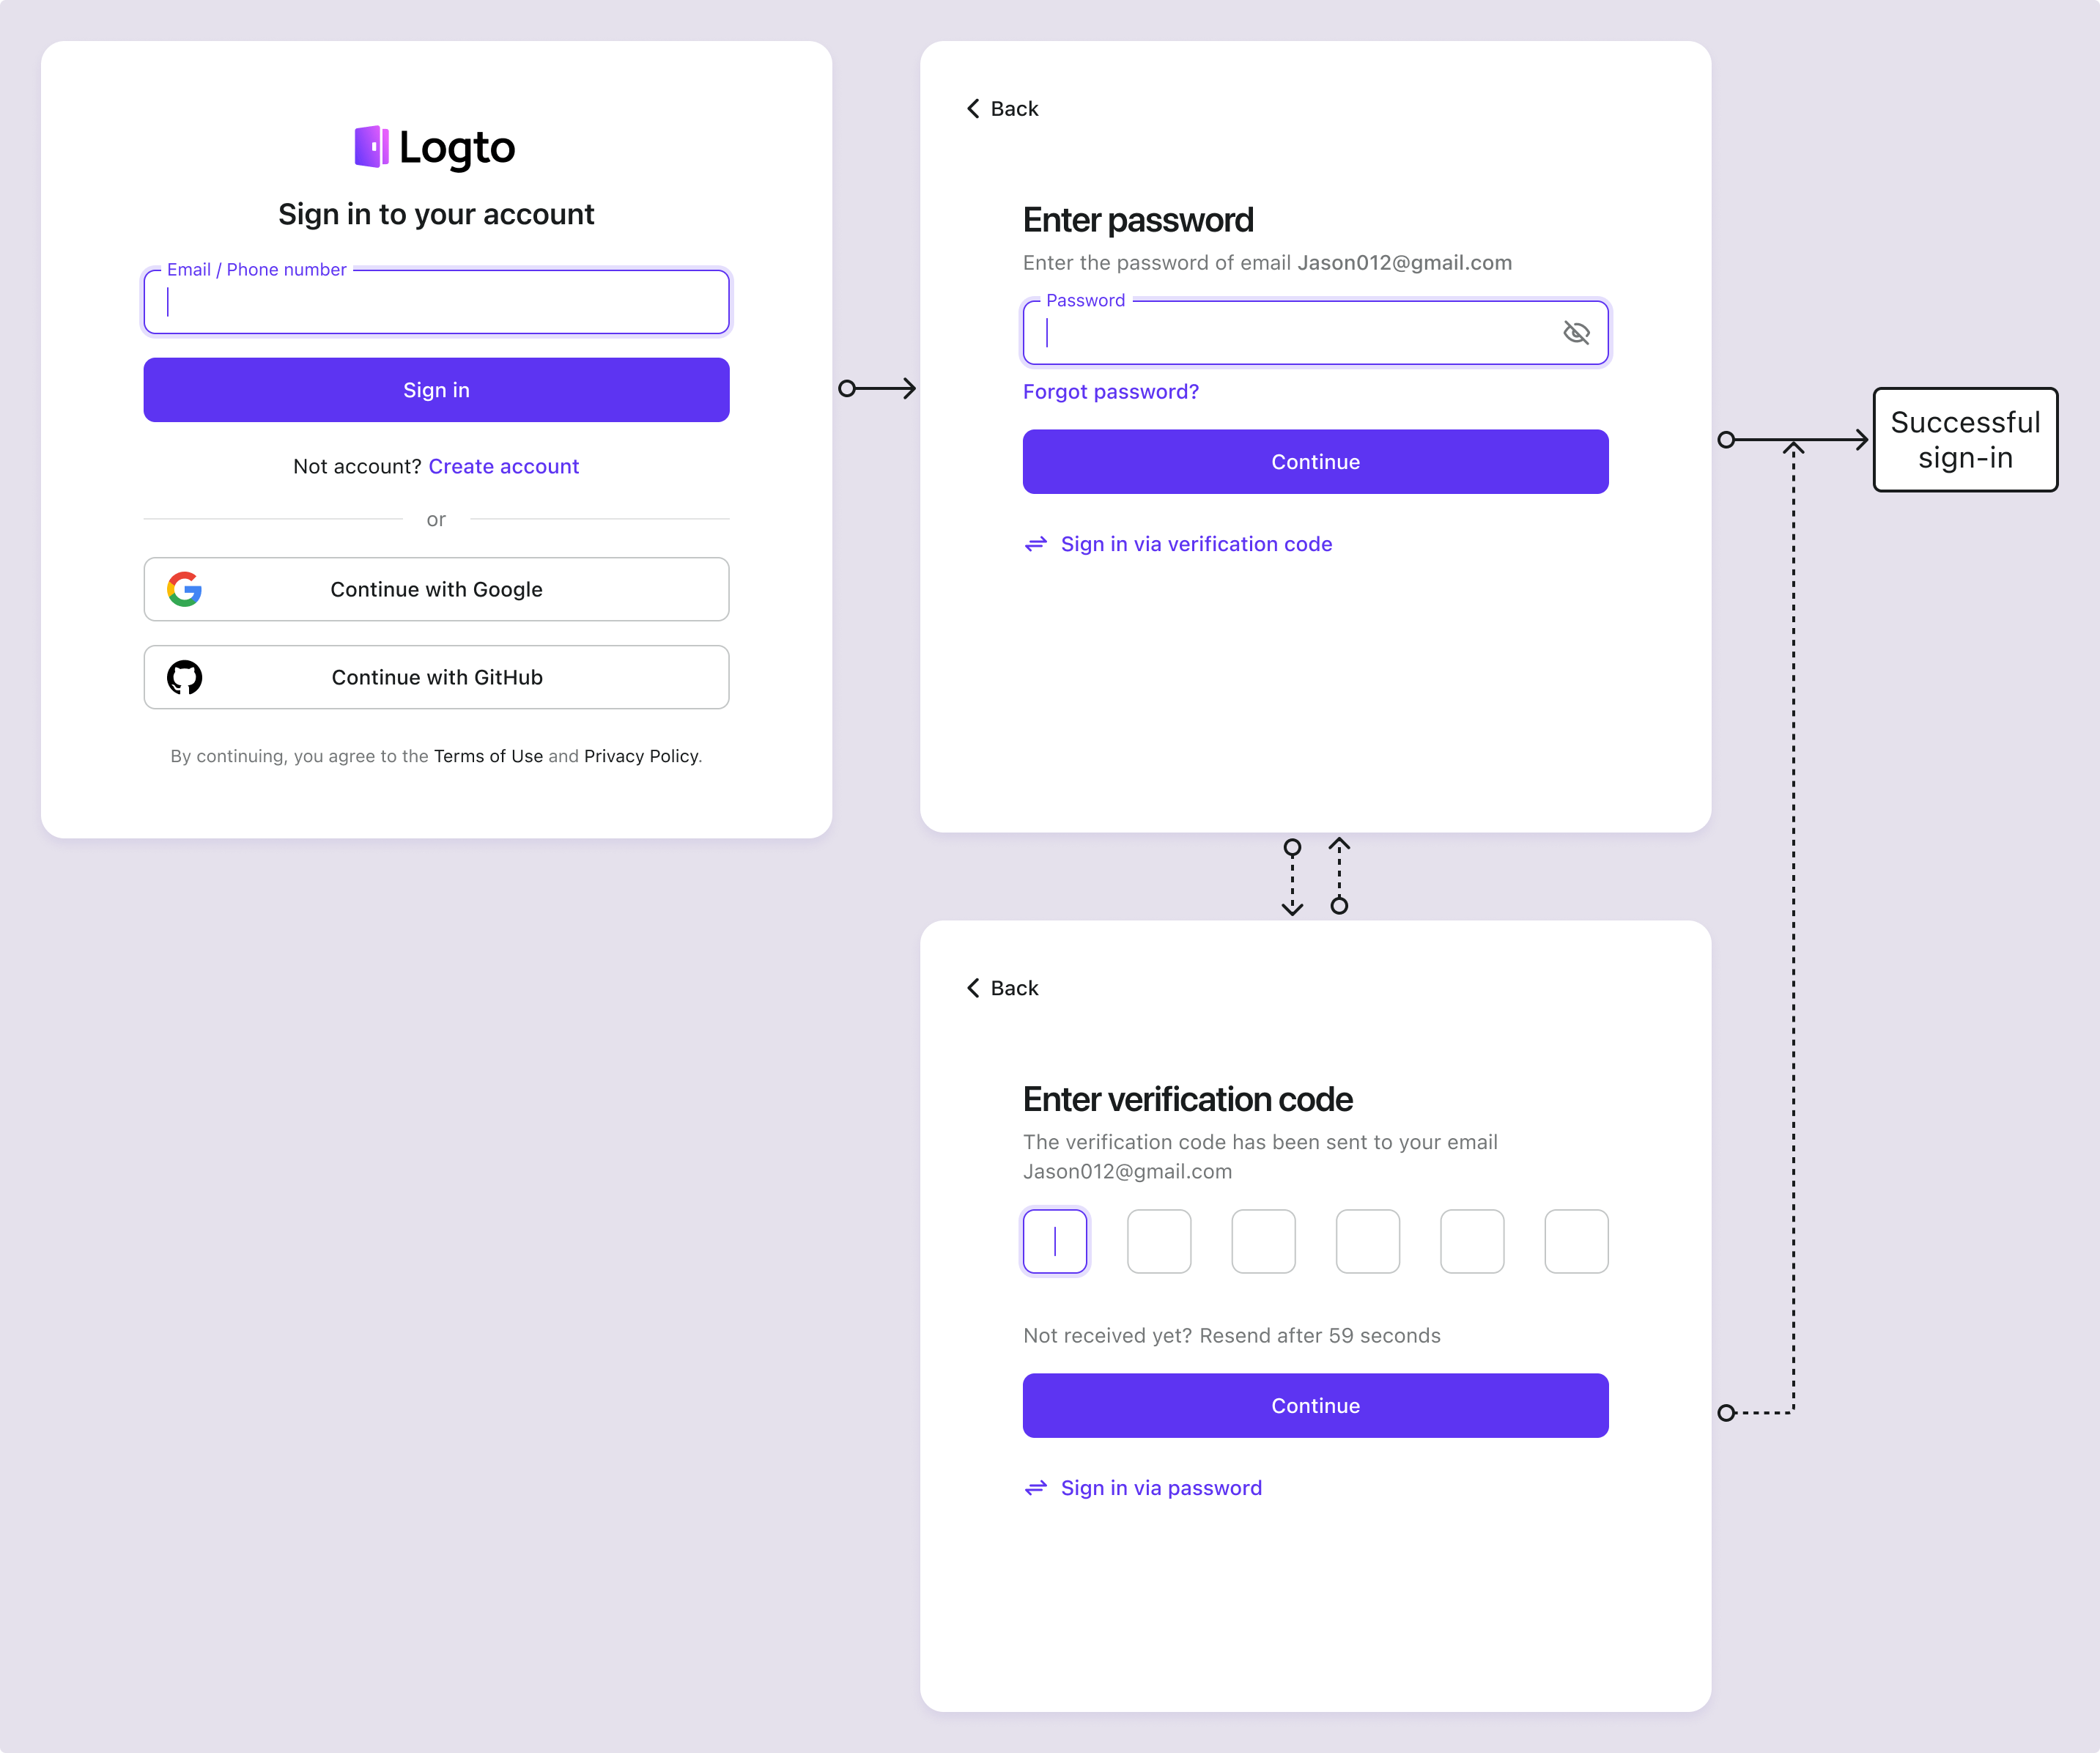 Logto
Sign in to your account
Email / Phone number
Sign in
Not account? Create account
or
Continue with Google
Continue with GitHub
By continuing, you agree to the Terms of Use and Privacy Policy.
Back
Enter password
Enter the password of email Jason012@gmail.com
Password
Forgot password?
Continue
Sign in via verification code
Successful
sign-in
Back
Enter verification code
The verification code has been sent to your email
Jason012@gmail.com
Not received yet? Resend after 59 seconds
Continue
Sign in via password